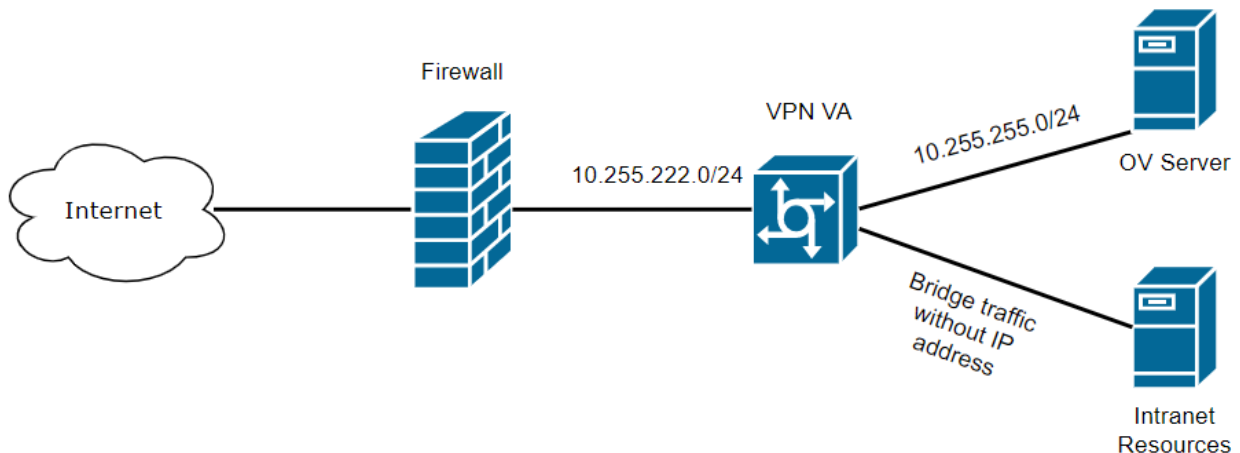 Internet
Firewall
10.255.222.0/24
VPN VA
10.255.255.0/24
OV Server
Bridge traffic
without IP
address
Intranet
Resources